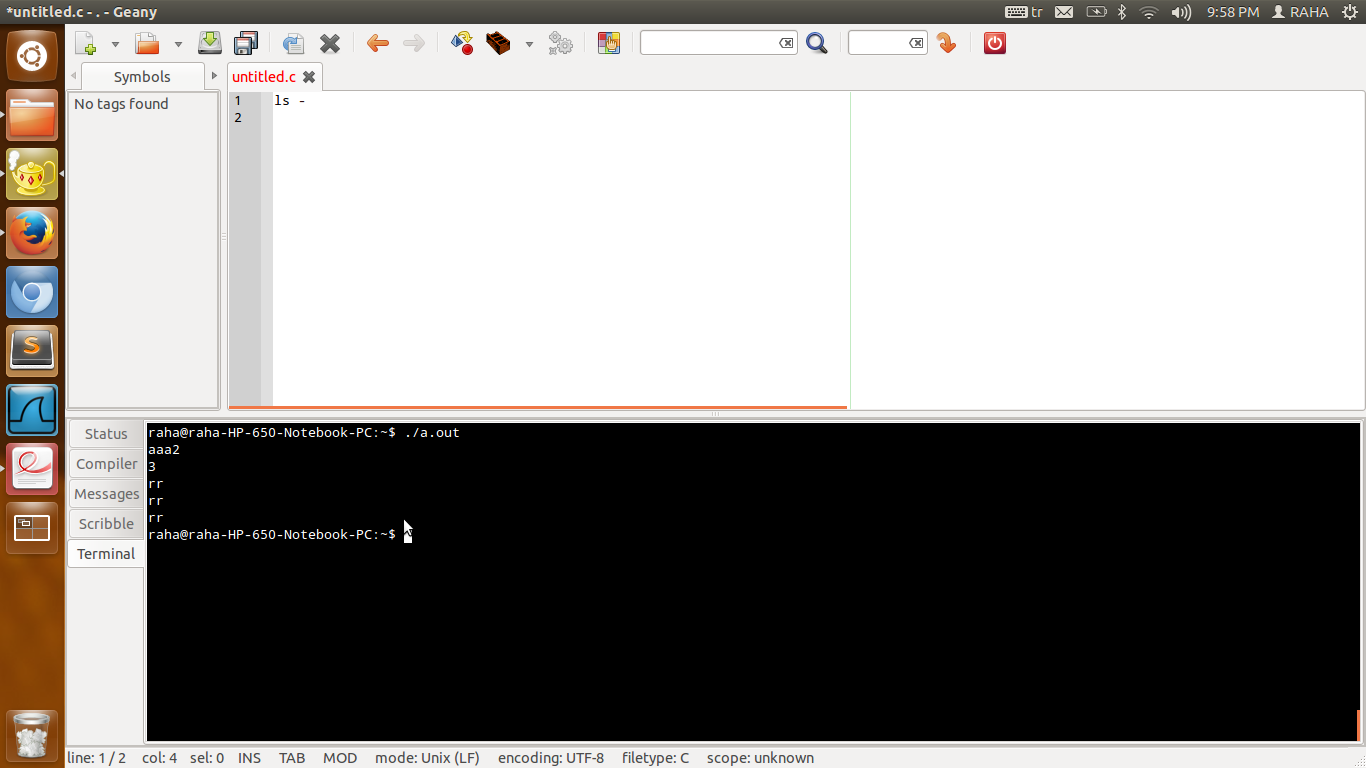 *untitled.c - . - Geany
tr
9:58 PM
RAHA
Symbols
untitled.c
No tags found
1 ls -
2
Status
Compiler
Messages
Scribble
Terminal
raha@raha-HP-650-Notebook-PC:~$ ./a.out
aaa2
3
rr
rr
rr
raha@raha-HP-650-Notebook-PC:~$
line: 1 / 2 col: 4 sel: 0 INS TAB MOD mode: Unix (LF) encoding: UTF-8 filetype: C scope: unknown